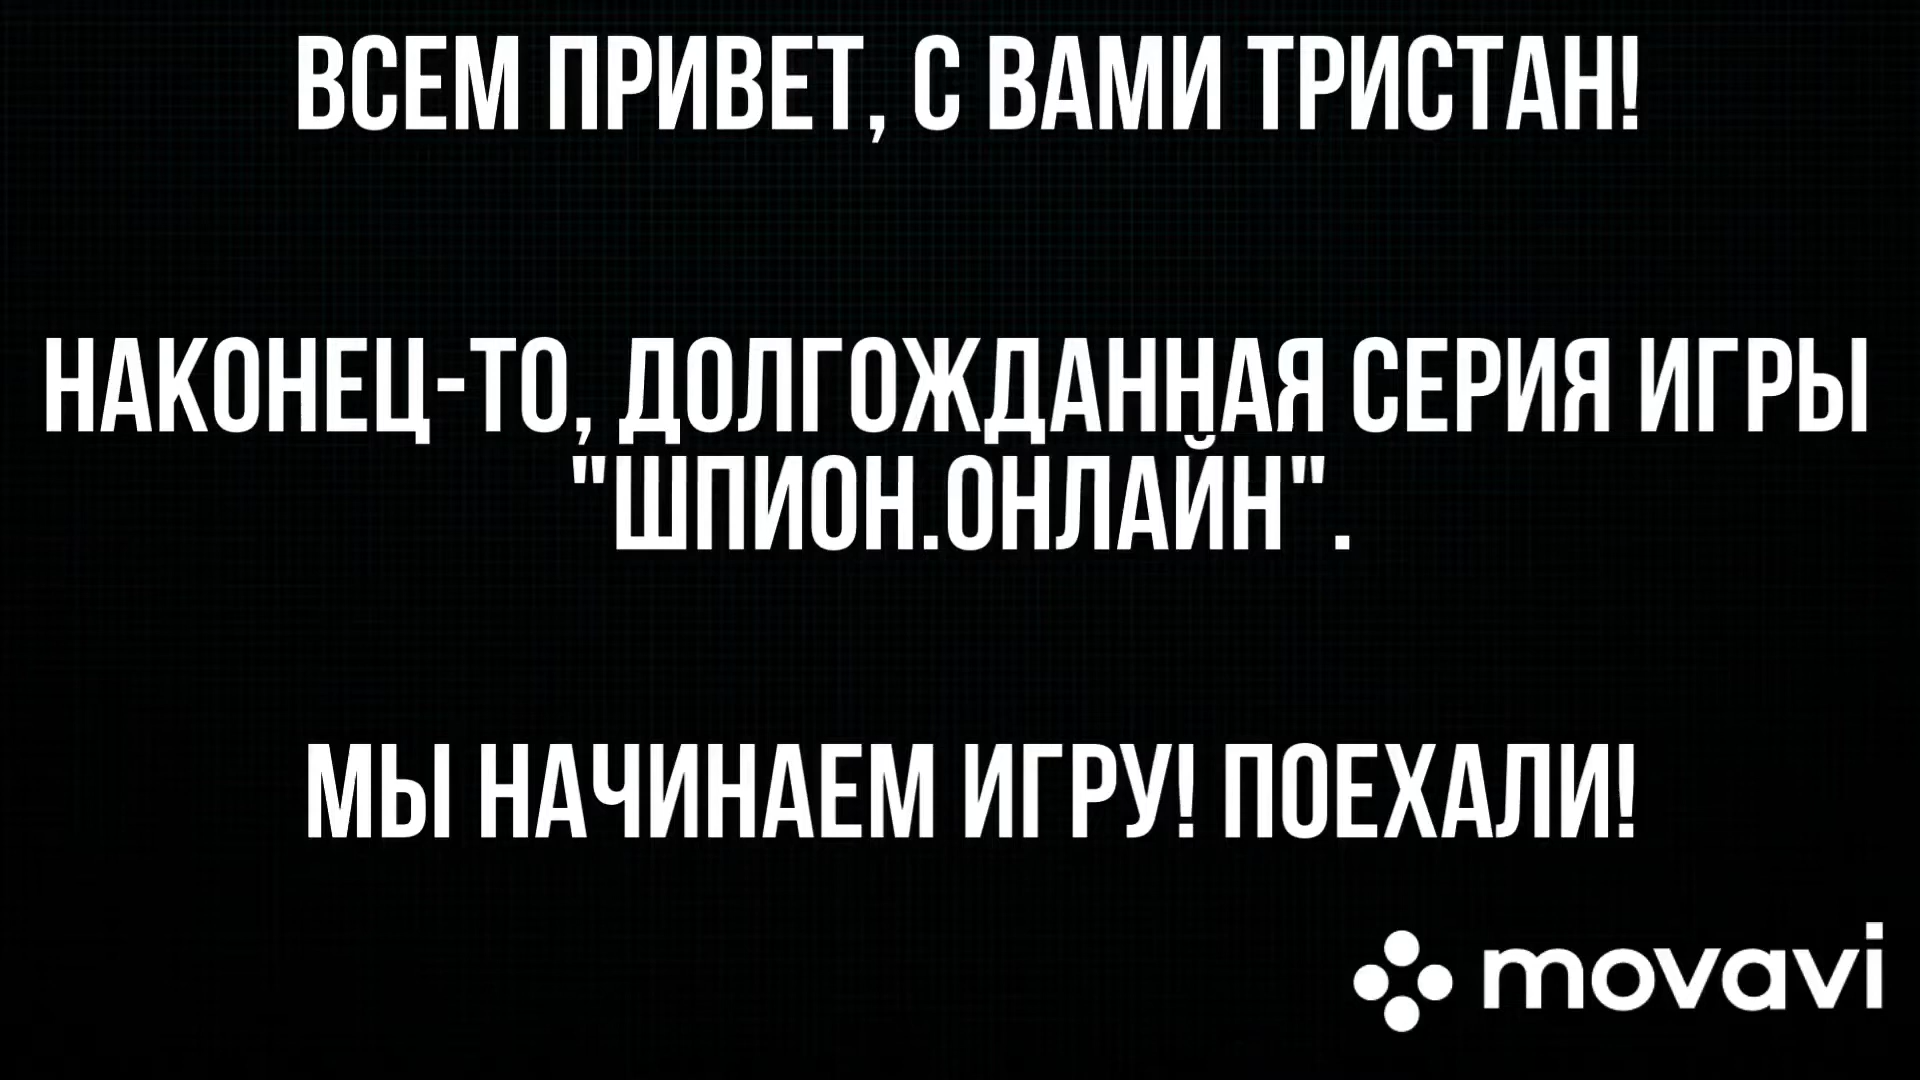 ВСЕМ ПРИВЕТ, С ВАМИ ТРИСТАН!
НАКОНЕЦ-ТО, ДОЛГОЖДАННАЯ СЕРИЯ ИГРЫ
"ШПИОН.ОНЛАЙН" .
МЫ НАЧИНАЕМ ИГРУ! ПОЕХАЛИ!
movavi